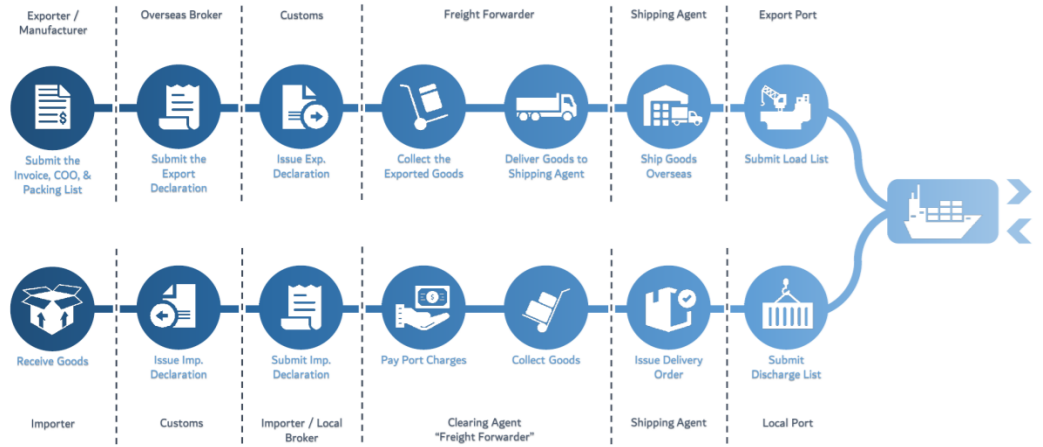 Exporter /
Manufacturer
Overseas Broker
Customs
Freight Forwarder
Shipping Agent
Export Port
$
Submit the
Invoice, COO, &
Packing List
Submit the
Export
Declaration
Issue Exp.
Declaration
Collect the
Exported Goods
Deliver Goods to
Shipping Agent
Ship Goods
Overseas
Submit Load List
$
Receive Goods
Issue Imp.
Declaration
Submit Imp.
Declaration
Pay Port Charges
Collect Goods
Issue Delivery
Order
Submit
Discharge List
Importer
Customs
Importer / Local
Broker
Clearing Agent
"Freight Forwarder"
Shipping Agent
Local Port